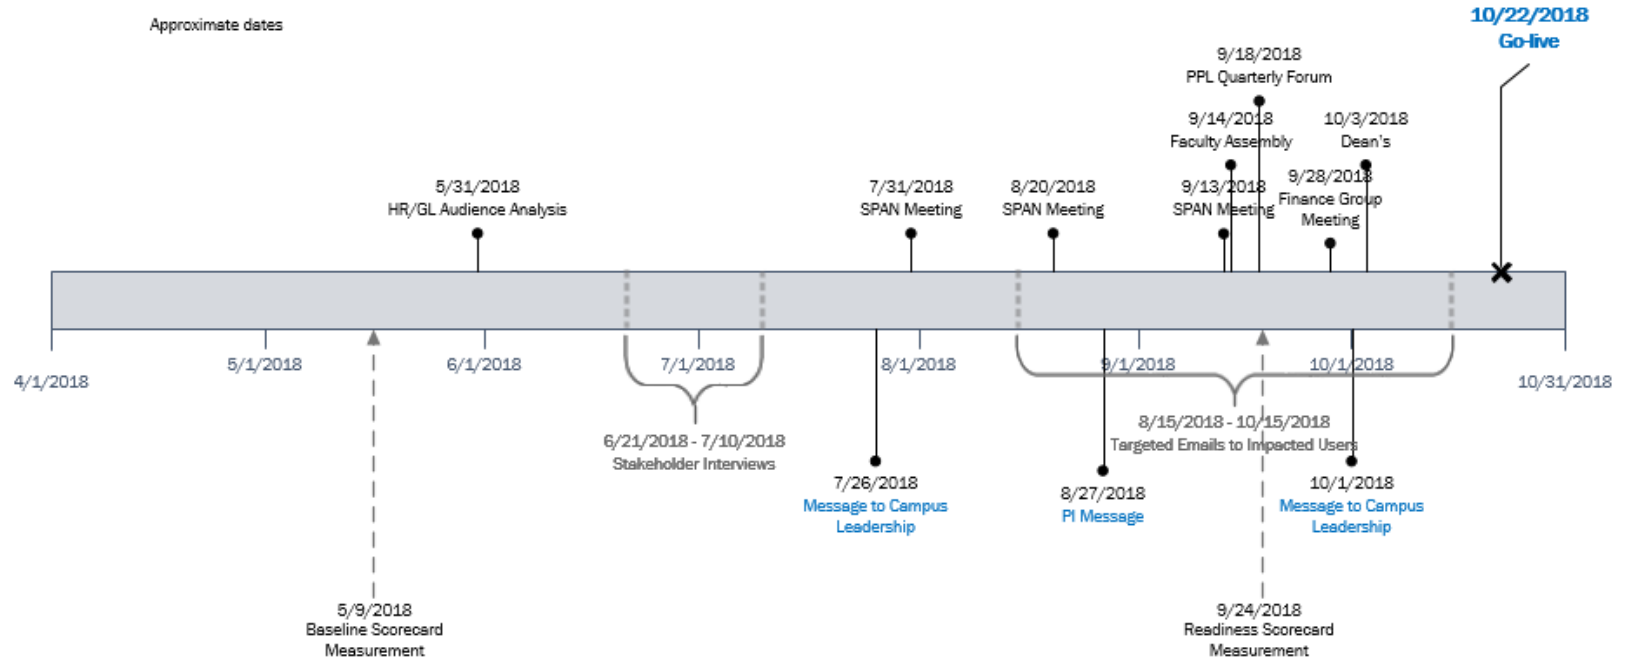 Approximate dates
10/22/2018
Go-live
9/18/2018
PPL Quarterly Forum
9/14/2018
Faculty Assembly
10/3/2018
Dean's
5/31/2018
HR/GL Audience Analysis
7/31/2018
SPAN Meeting
8/20/2018
SPAN Meeting
9/13/2018
SPAN Meeting
9/28/2018
Finance Group
Meeting
4/1/2018
5/1/2018
6/1/2018
7/1/2018
8/1/2018
9/1/2018
10/1/2018
10/31/2018
6/21/2018 - 7/10/2018
Stakeholder Interviews
8/15/2018 - 10/15/2018
Targeted Emails to Impacted Users
7/26/2018
Message to Campus
Leadership
8/27/2018
PI Message
10/1/2018
Message to Campus
Leadership
5/9/2018
Baseline Scorecard
Measurement
9/24/2018
Readiness Scorecard
Measurement